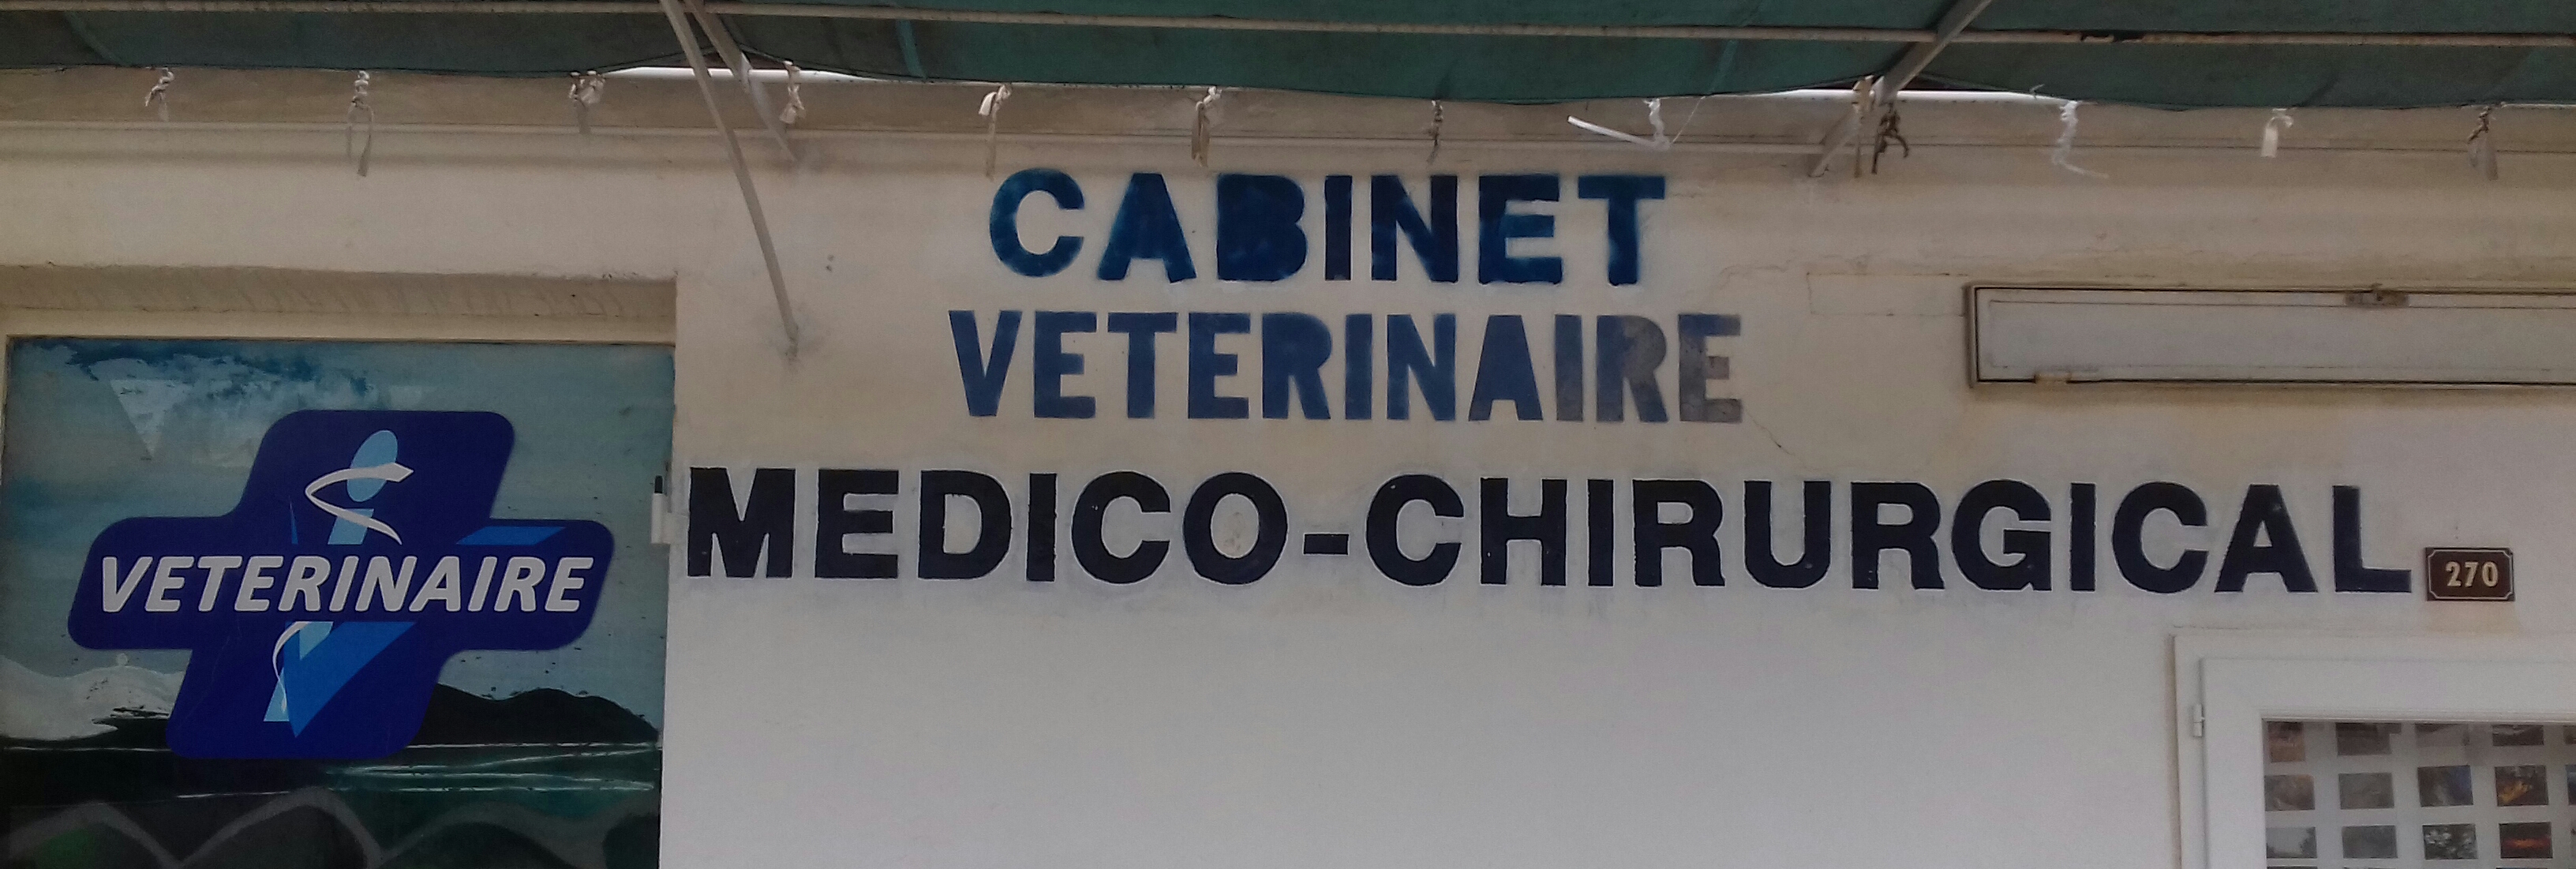 CABINET
VETERINAIRE
MEDICO-CHIRURGICAL
270
VETERINAIRE